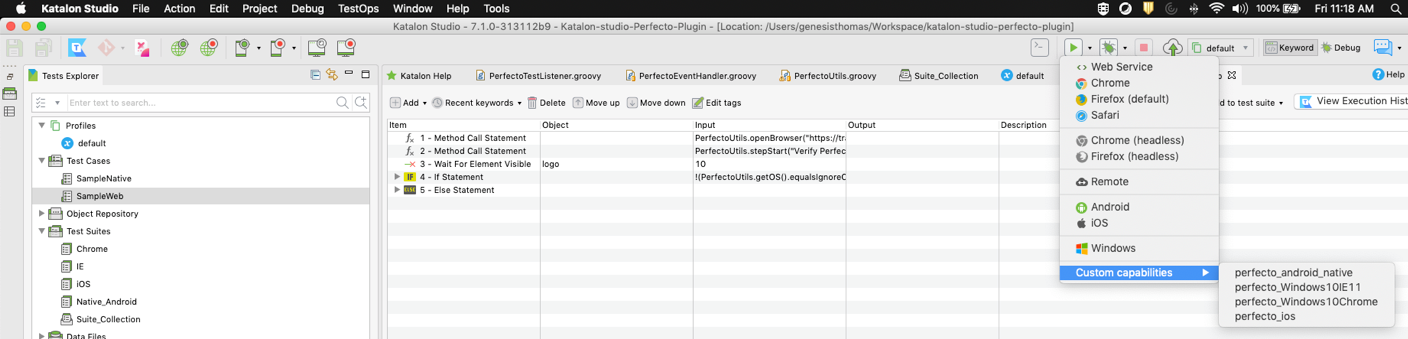 Katalon Studio File Action Edit Project Debug TestOps Window Help Tools 100% Fri 11:18 AM
Katalon Studio - 7.1.0-313112b9 - Katalon-studio-Perfecto-Plugin - [Location: /Users/genesisthomas/Workspace/katalon-studio-perfecto-plugin]
default Keyword Debug
Tests Explorer
Katalon Help PerfectoTestListener.groovy PerfectoEventHandler.groovy PerfectoUtils.groovy Suite_Collection default Help
Enter text to search...
Add Recent keywords Delete Move up Move down Edit tags d to test suite View Execution Hist
Item Object Input Output Description
1 - Method Call Statement PerfectoUtils.openBrowser("https://tra
2 - Method Call Statement PerfectoUtils.stepStart("Verify Perfec
3 - Wait For Element Visible logo 10
IF 4 - If Statement !(PerfectoUtils.getOS().equalsIgnoreC
ELSE 5 - Else Statement
Profiles
default
Test Cases
SampleNative
SampleWeb
Object Repository
Test Suites
Chrome
IE
iOS
Native_Android
Suite_Collection
Data Files
Web Service
Chrome
Firefox (default)
Safari
Chrome (headless)
Firefox (headless)
Remote
Android
iOS
Windows
Custom capabilities
perfecto_android_native
perfecto_Windows10IE11
perfecto_Windows10Chrome
perfecto_ios